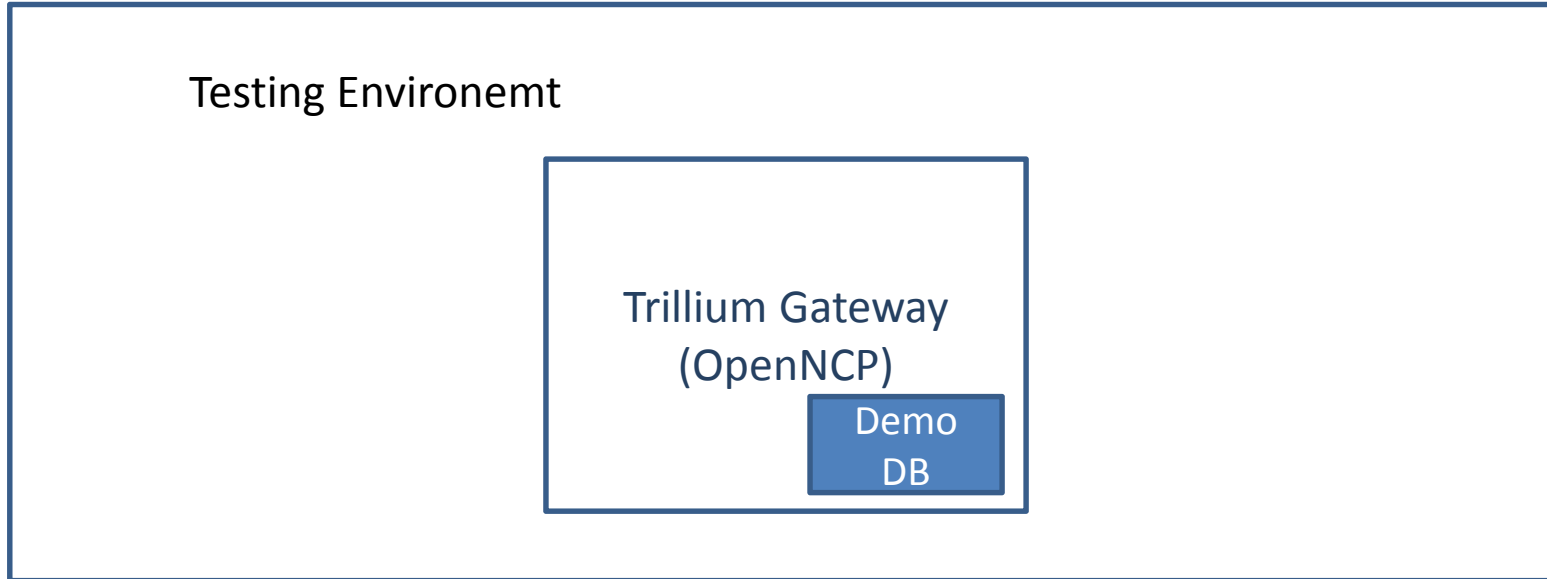 Testing Environemt
Trillium Gateway
(OpenNCP)
Demo
DB